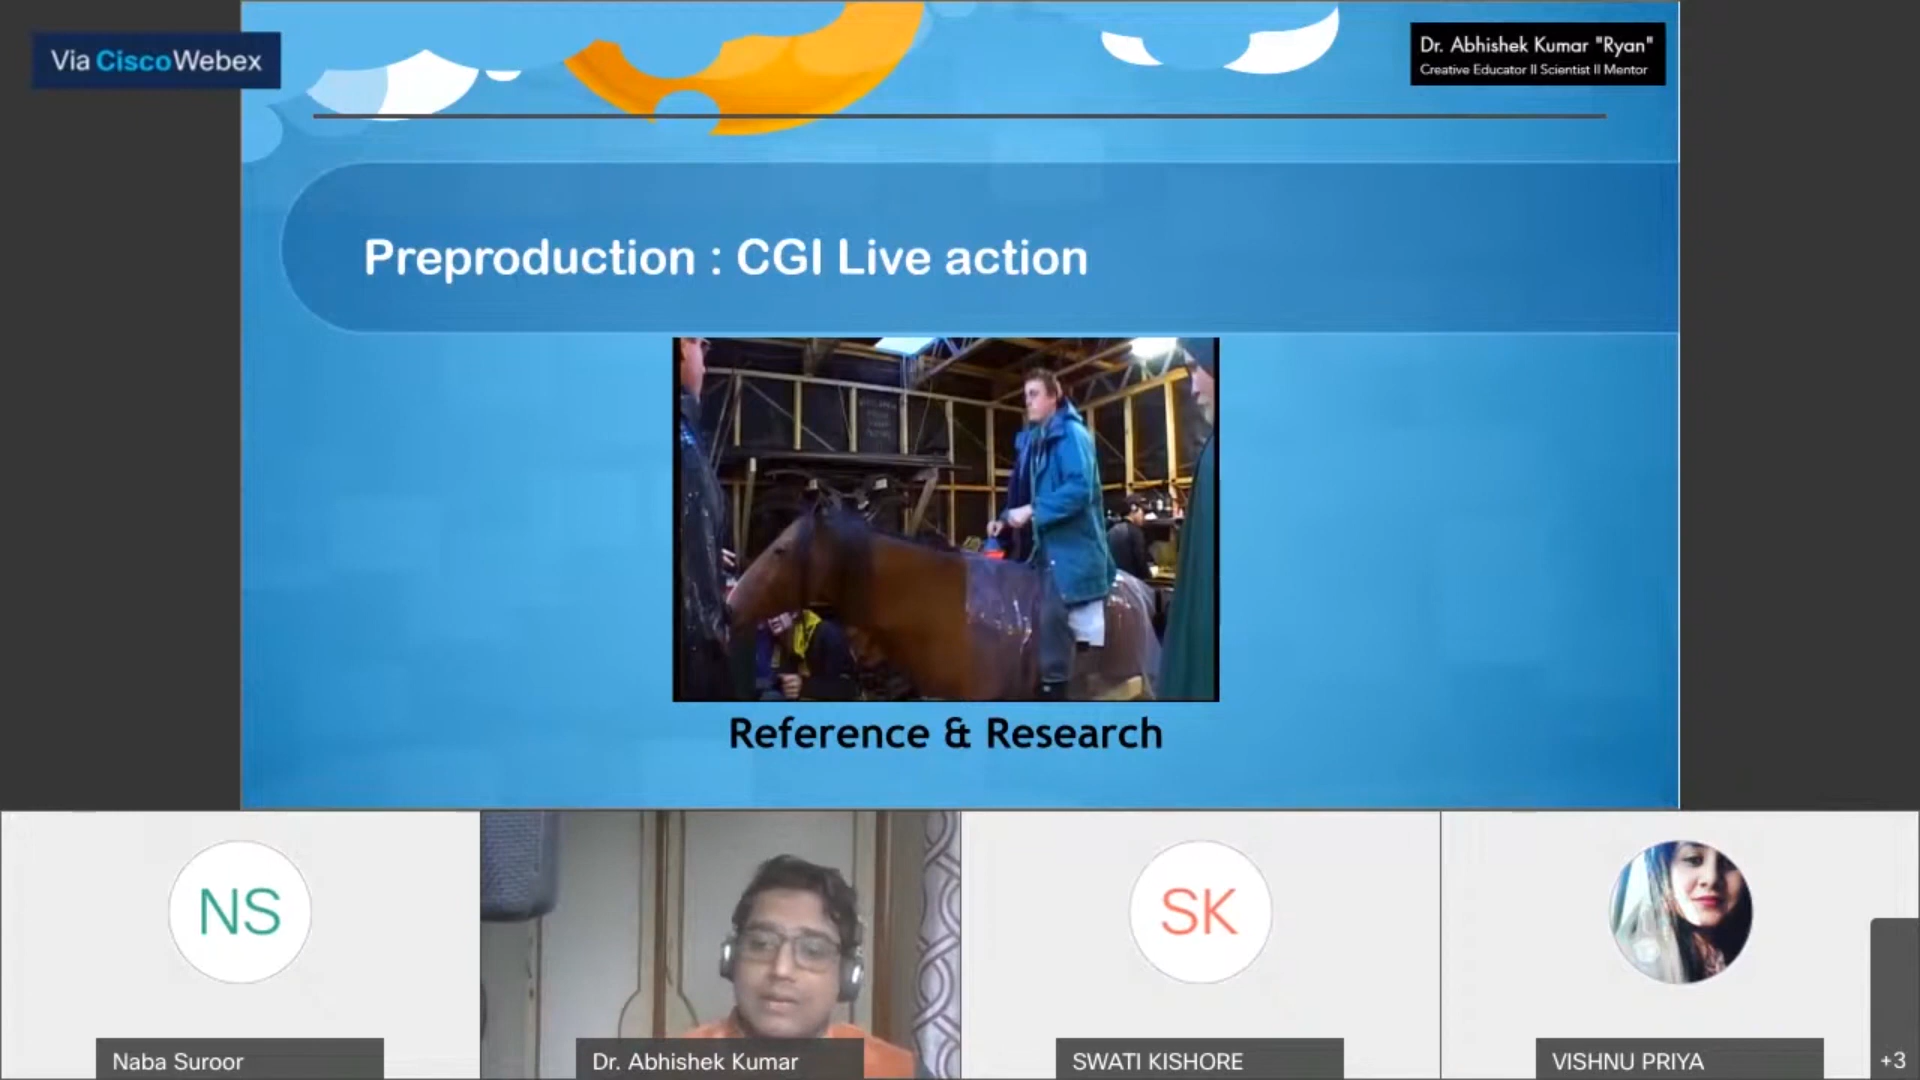 Via CiscoWebex
Dr. Abhishek Kumar "Ryan"
Creative Educator II Scientist II Mentor
Preproduction : CGI Live action
Reference & Research
NS
SK
Naba Suroor
Dr. Abhishek Kumar
SWATI KISHORE
VISHNU PRIYA
+3